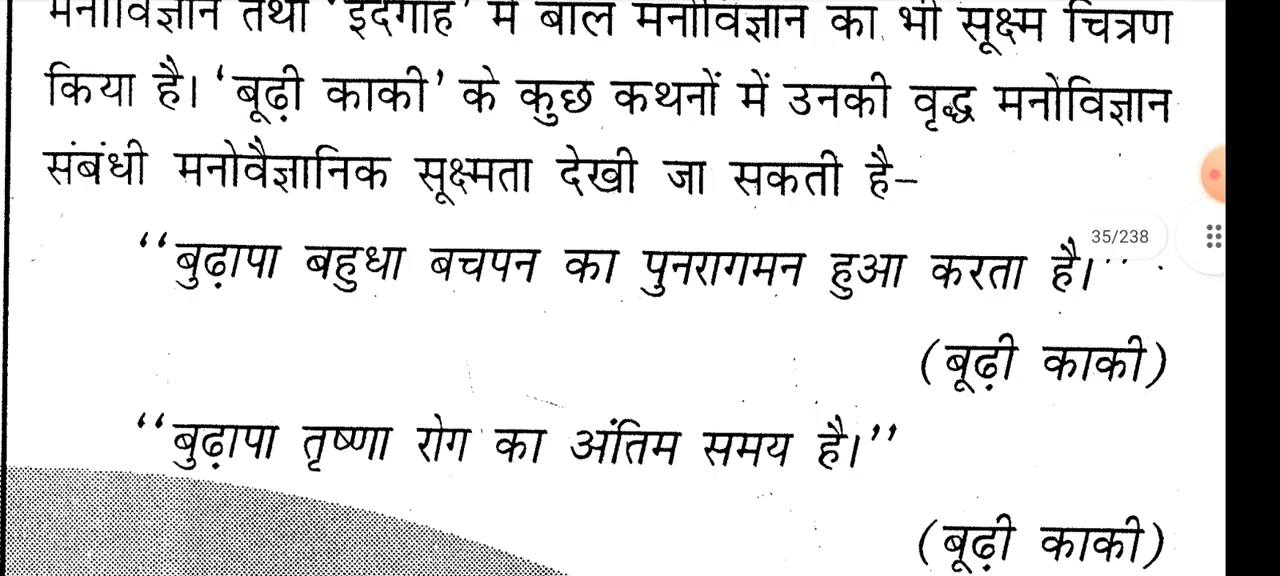 मनोविज्ञान तथा 'ईदगाह' में बाल मनोविज्ञान का भी सूक्ष्म चित्रण
किया है। 'बूढ़ी काकी' के कुछ कथनों में उनकी वृद्ध मनोविज्ञान
संबंधी मनोवैज्ञानिक सूक्ष्मता देखी जा सकती है–
"बुढ़ापा बहुधा बचपन का पुनरागमन हुआ करता है।"
35/238
(बूढ़ी काकी)
"बुढ़ापा तृष्णा रोग का अंतिम समय है।"
(बूढ़ी काकी)